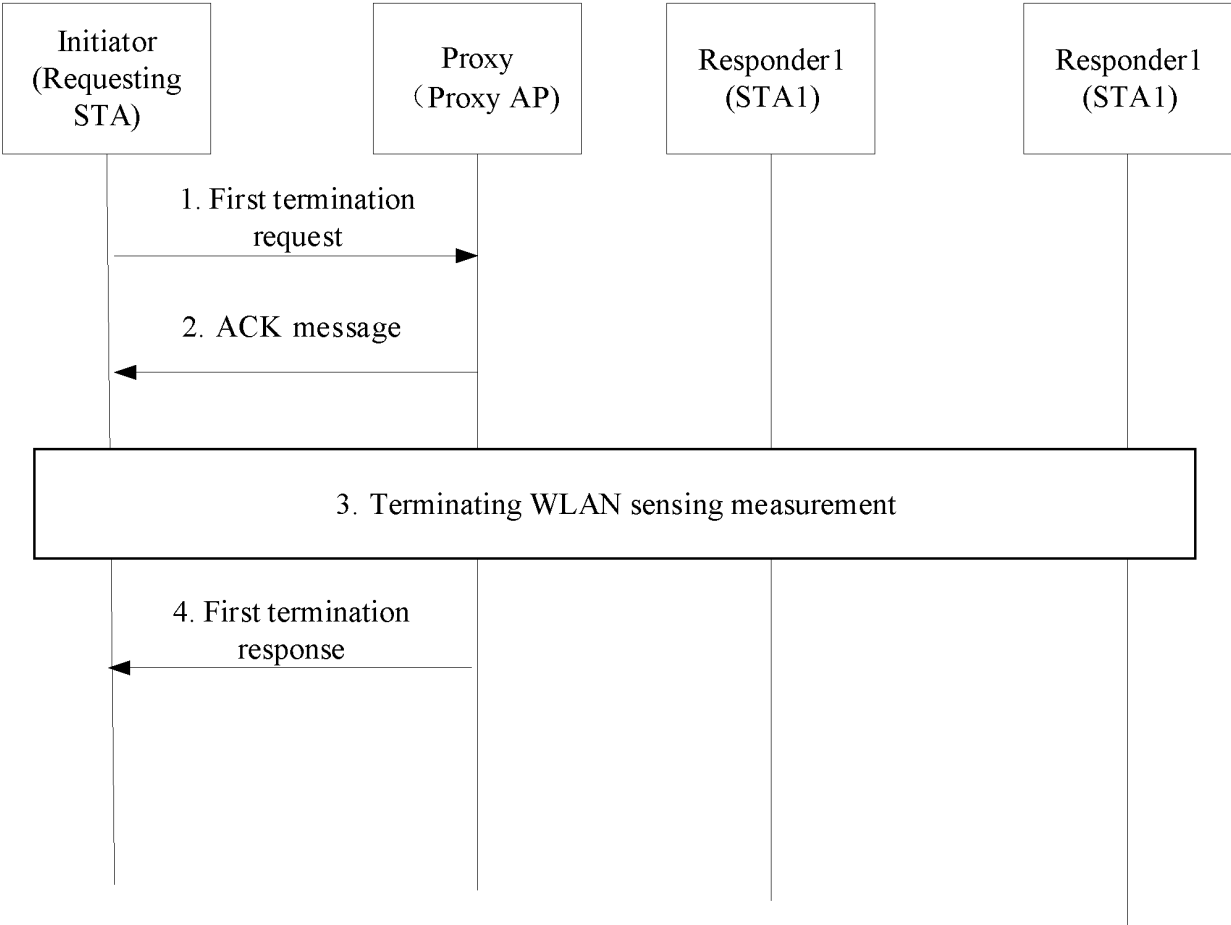 Initiator
(Requesting
STA)
Proxy
（Proxy AP)
Responder1
(STA1)
Responder1
(STA1)
1. First termination
request
2. ACK message
3. Terminating WLAN sensing measurement
4. First termination
response